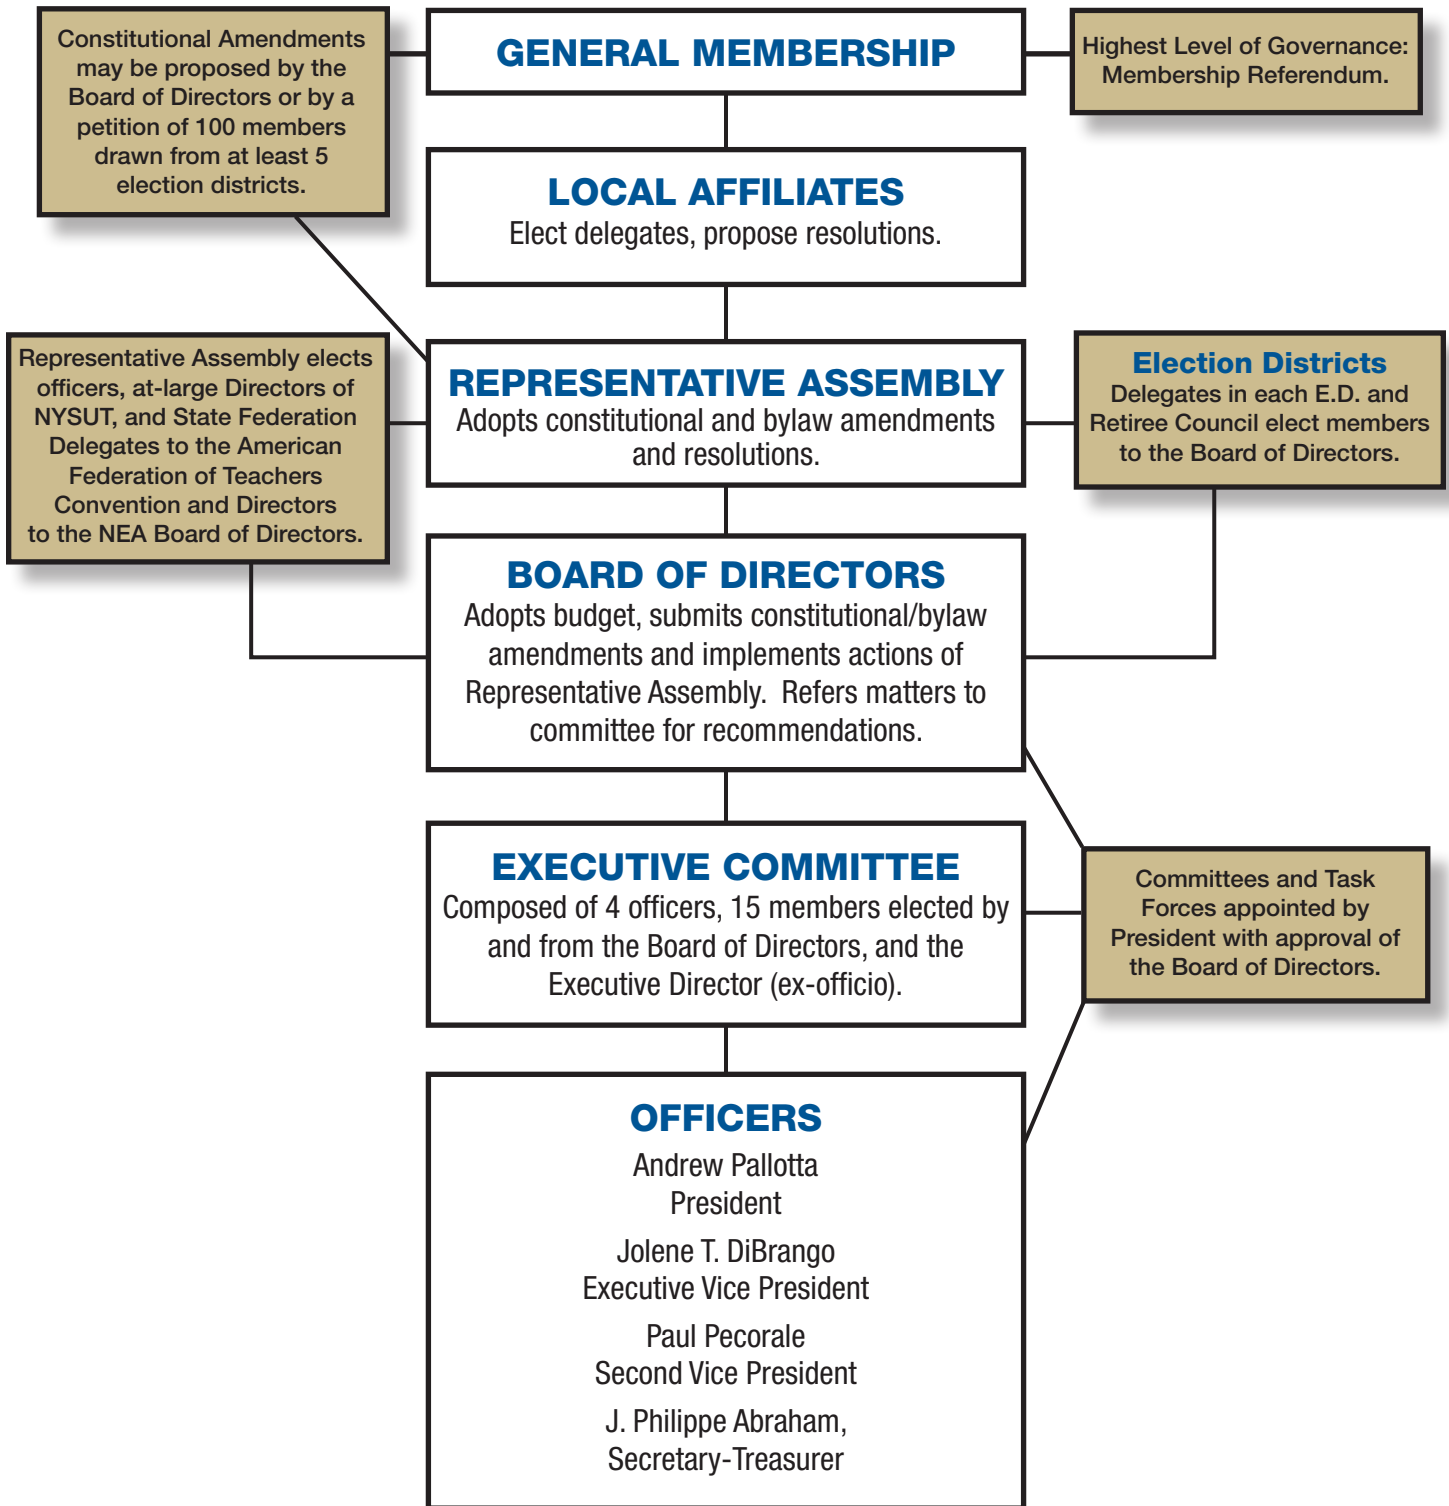 Constitutional Amendments
may be proposed by the
Board of Directors or by a
petition of 100 members
drawn from at least 5
election districts.
GENERAL MEMBERSHIP
Highest Level of Governance:
Membership Referendum.
LOCAL AFFILIATES
Elect delegates, propose resolutions.
Representative Assembly elects
officers, at-large Directors of
NYSUT, and State Federation
Delegates to the American
Federation of Teachers
Convention and Directors
to the NEA Board of Directors.
REPRESENTATIVE ASSEMBLY
Adopts constitutional and bylaw amendments
and resolutions.
Election Districts
Delegates in each E.D. and
Retiree Council elect members
to the Board of Directors.
BOARD OF DIRECTORS
Adopts budget, submits constitutional/bylaw
amendments and implements actions of
Representative Assembly. Refers matters to
committee for recommendations.
EXECUTIVE COMMITTEE
Composed of 4 officers, 15 members elected by
and from the Board of Directors, and the
Executive Director (ex-officio).
Committees and Task
Forces appointed by
President with approval of
the Board of Directors.
OFFICERS
Andrew Pallotta
President
Jolene T. DiBrango
Executive Vice President
Paul Pecorale
Second Vice President
J. Philippe Abraham,
Secretary-Treasurer